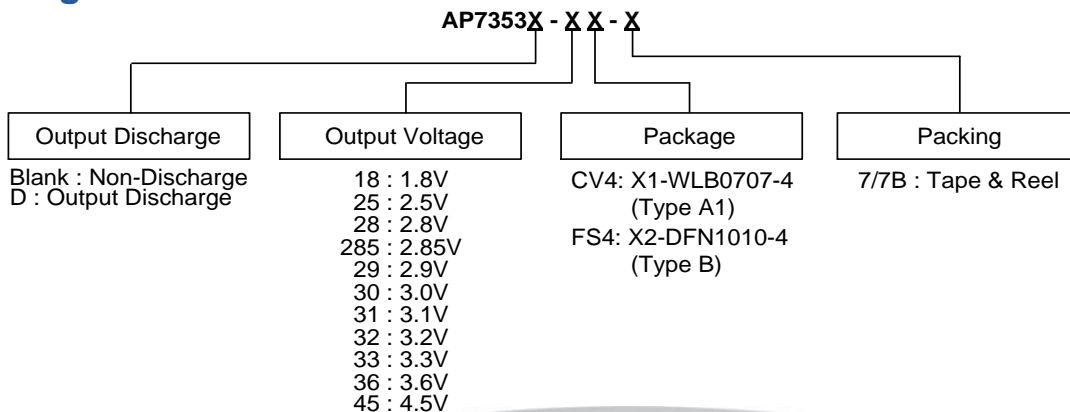 AP7353X - X X - X
Output Discharge
Blank : Non-Discharge
D : Output Discharge
Output Voltage
18 : 1.8V
25 : 2.5V
28 : 2.8V
285 : 2.85V
29 : 2.9V
30 : 3.0V
31 : 3.1V
32 : 3.2V
33 : 3.3V
36 : 3.6V
45 : 4.5V
Package
CV4: X1-WLB0707-4
(Type A1)
FS4: X2-DFN1010-4
(Type B)
Packing
7/7B : Tape & Reel